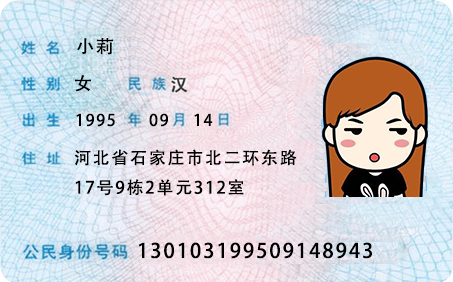 姓名 小莉
性别 女 民族 汉
出生 1995 年 09 月 14 日
住址 河北省石家庄市北二环东路
17号9栋2单元312室
公民身份号码 130103199509148943